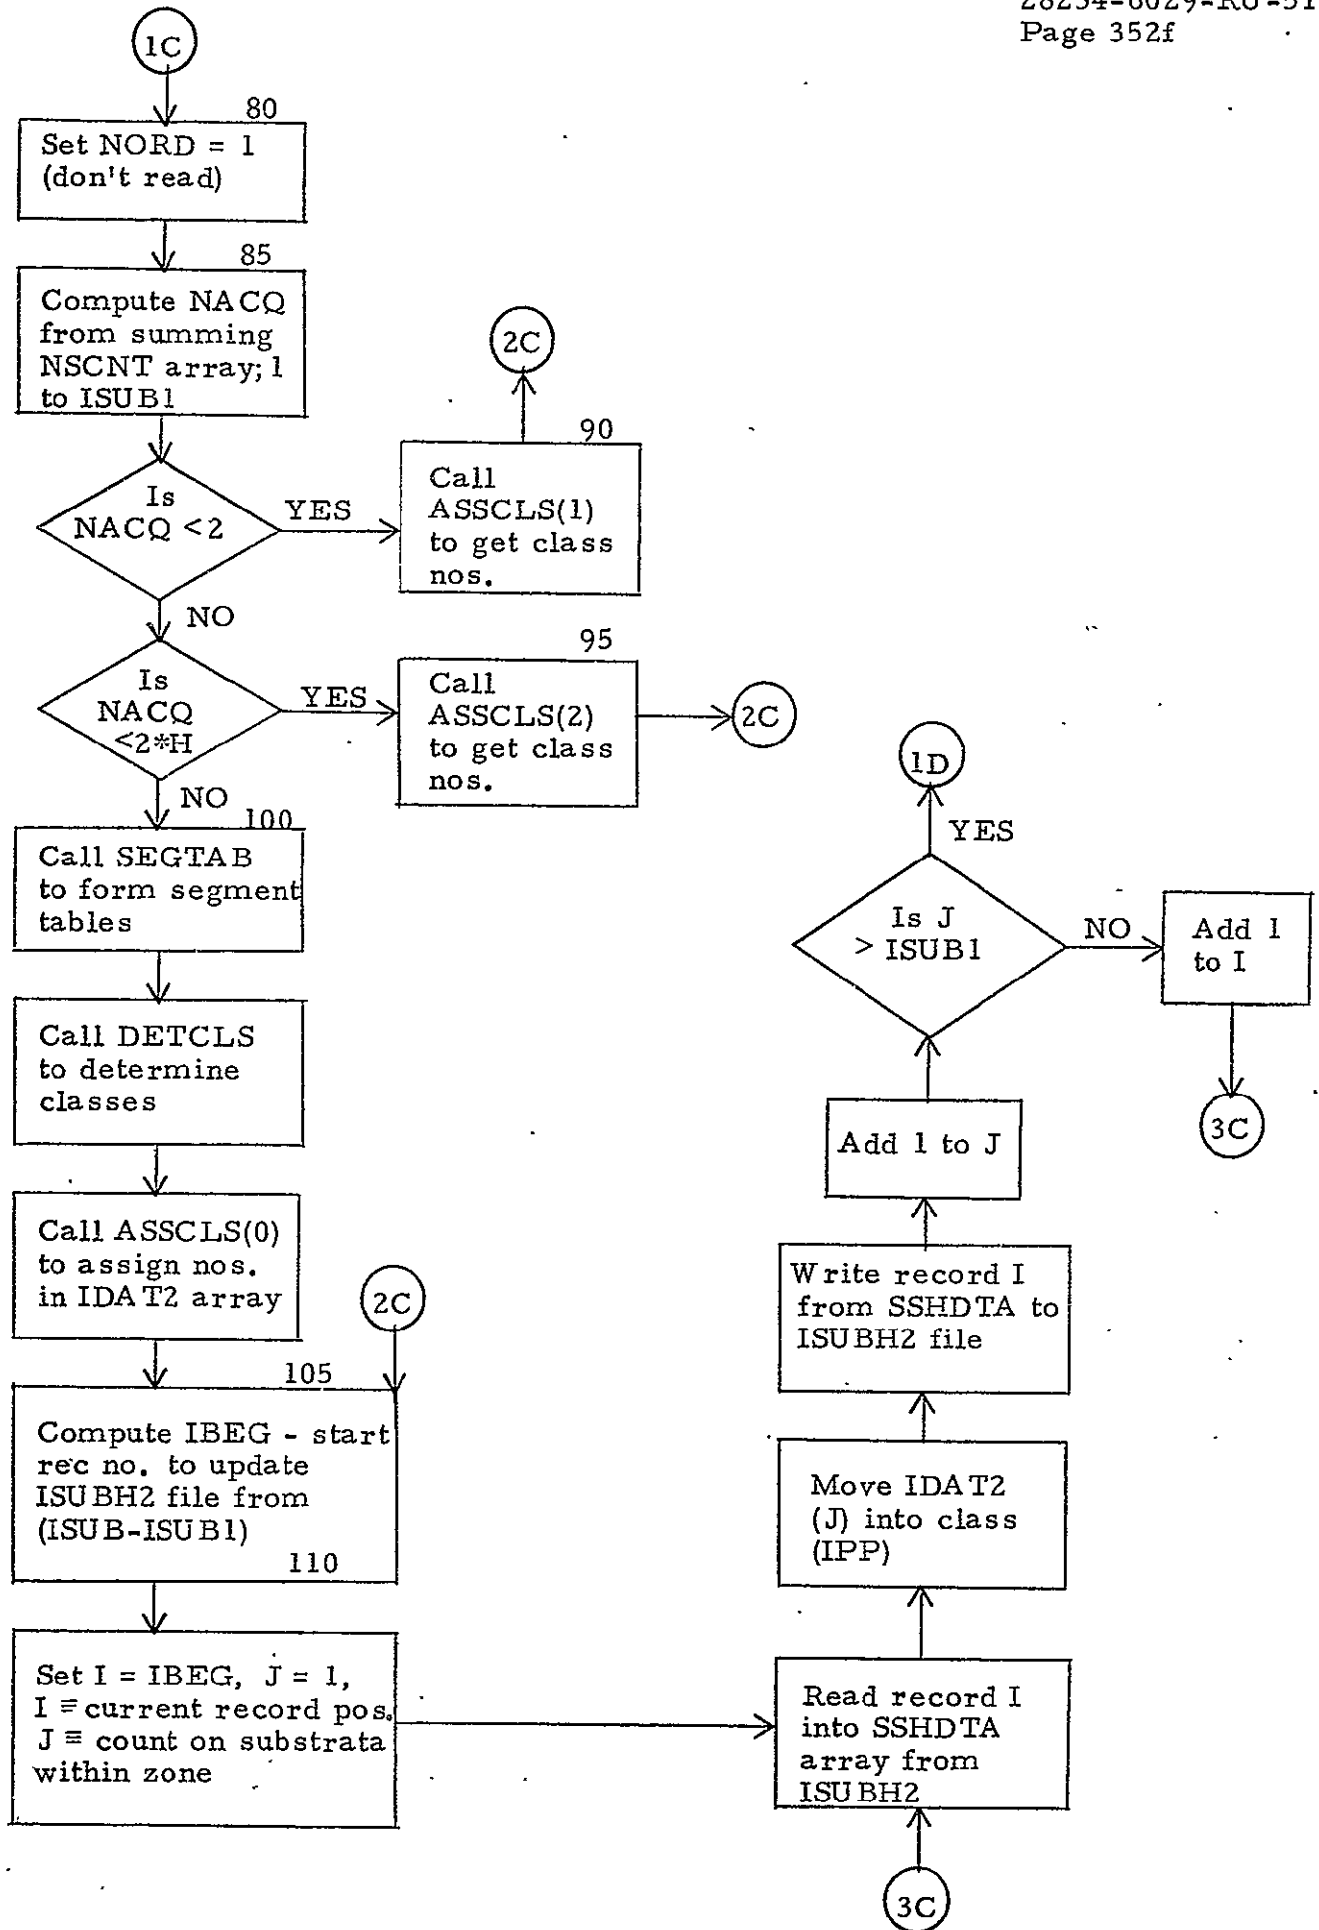 Page 352f
1C
80
Set NORD = 1
(don't read)
85
Compute NACQ
from summing
NSCNT array; 1
to ISUB1
2C
90
Is
NACQ <2
YES
Call
ASSCLS(1)
to get class
nos.
NO
95
Is
NACQ
<2*H
YES
Call
ASSCLS(2)
to get class
nos.
2C
NO
100
Call SEGTAB
to form segment
tables
Call DETCLS
to determine
classes
Call ASSCLS(0)
to assign nos.
in IDAT2 array
2C
105
Compute IBEG - start
rec no. to update
ISUBH2 file from
(ISUB-ISUB1)
110
Set I = IBEG, J = 1,
I ≡ current record pos.
J ≡ count on substrata
within zone
1D
YES
Is J
> ISUB1
NO
Add 1
to I
3C
Add 1 to J
Write record I
from SSHDTA to
ISUBH2 file
Move IDAT2
(J) into class
(IPP)
Read record I
into SSHDTA
array from
ISUBH2
3C